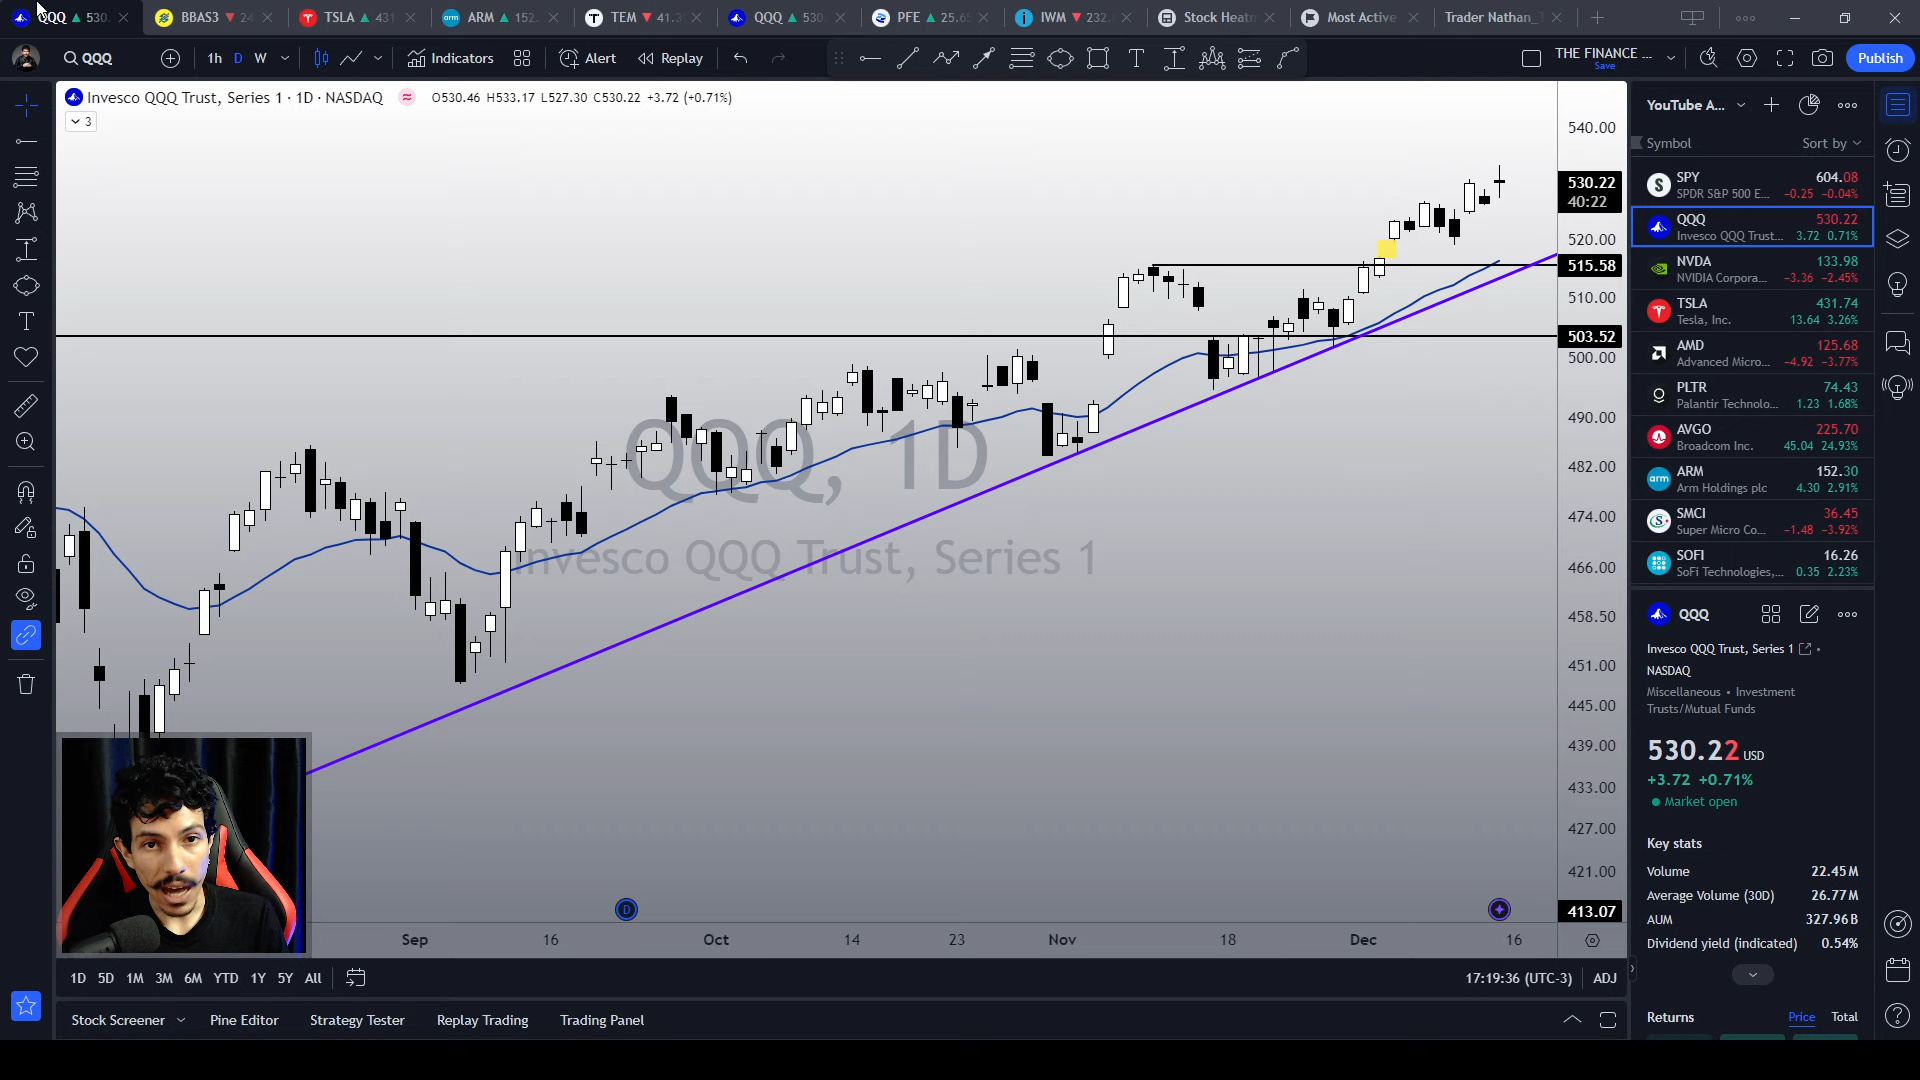 QQQ ▲ 530.
BBAS3 ▼ 24
TSLA ▲ 431
ARM ▲ 152.
TEM ▼ 41.3
QQQ ▲ 530.
PFE ▲ 25.6
IWM ▼ 232.
Stock Heatm
Most Active
Trader Nathan_
QQQ
1h D W
Indicators
Alert
Replay
THE FINANCE ...
Save
Publish
Invesco QQQ Trust, Series 1 · 1D · NASDAQ
O530.46 H533.17 L527.30 C530.22 +3.72 (+0.71%)
3
QQQ, 1D
Invesco QQQ Trust, Series 1
540.00
530.22
40:22
520.00
515.58
510.00
503.52
500.00
490.00
482.00
474.00
466.00
458.50
451.00
445.00
439.00
433.00
427.00
421.00
413.07
D
Sep 16 Oct 14 23 Nov 18 Dec 16
1D 5D 1M 3M 6M YTD 1Y 5Y All
17:19:36 (UTC-3) ADJ
Stock Screener
Pine Editor
Strategy Tester
Replay Trading
Trading Panel
YouTube A...
Symbol Sort by
SPY 604.08
SPDR S&P 500 E... −0.25 −0.04%
QQQ 530.22
Invesco QQQ Trust... 3.72 0.71%
NVDA 133.98
NVIDIA Corpora... −3.36 −2.45%
TSLA 431.74
Tesla, Inc. 13.64 3.26%
AMD 125.68
Advanced Micro... −4.92 −3.77%
PLTR 74.43
Palantir Technolo... 1.23 1.68%
AVGO 225.70
Broadcom Inc. 45.04 24.93%
arm
ARM 152.30
Arm Holdings plc 4.30 2.91%
SMCI 36.45
Super Micro Co... −1.48 −3.92%
SOFI 16.26
SoFi Technologies,... 0.35 2.23%
QQQ
Invesco QQQ Trust, Series 1 •
NASDAQ
Miscellaneous • Investment
Trusts/Mutual Funds
530.22 USD
+3.72 +0.71%
Market open
Key stats
Volume 22.45M
Average Volume (30D) 26.77M
AUM 327.96B
Dividend yield (indicated) 0.54%
Returns Price Total